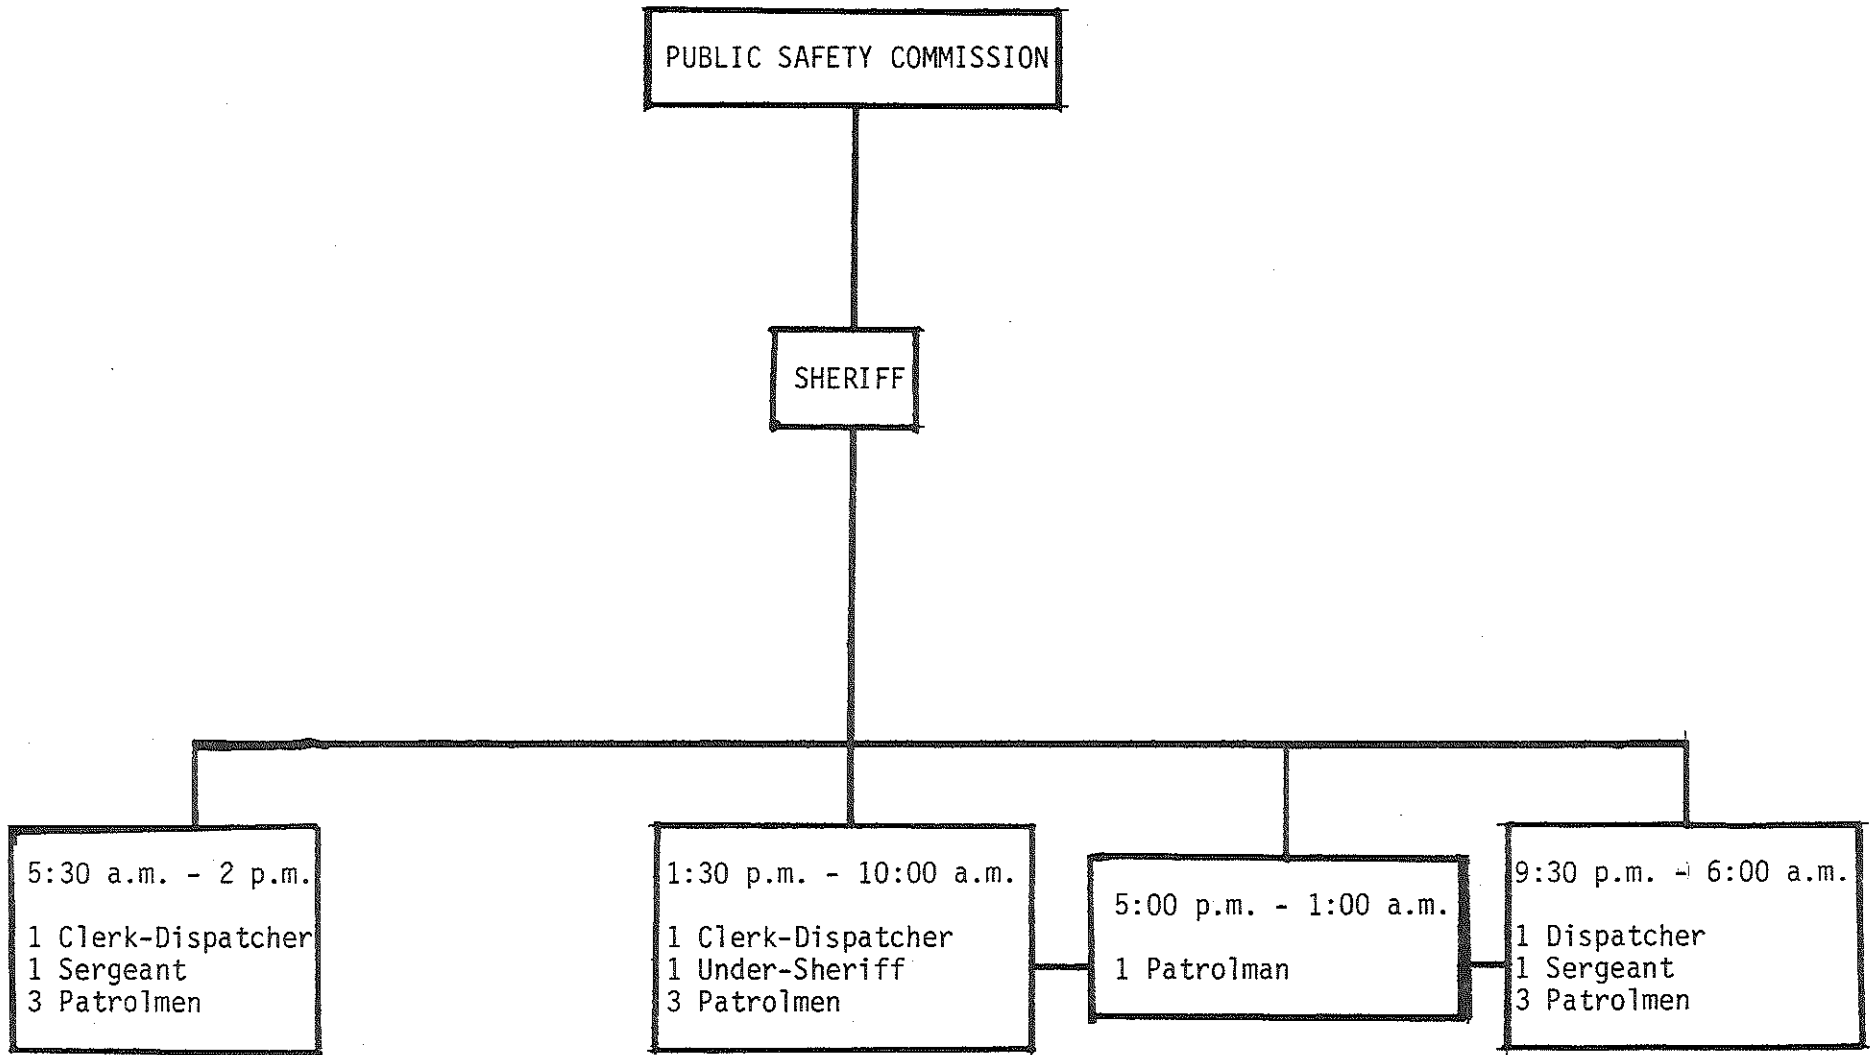 PUBLIC SAFETY COMMISSION
SHERIFF
5:30 a.m. - 2 p.m.
1 Clerk-Dispatcher
1 Sergeant
3 Patrolmen
1:30 p.m. - 10:00 a.m.
1 Clerk-Dispatcher
1 Under-Sheriff
3 Patrolmen
5:00 p.m. - 1:00 a.m.
1 Patrolman
9:30 p.m. - 6:00 a.m.
1 Dispatcher
1 Sergeant
3 Patrolmen